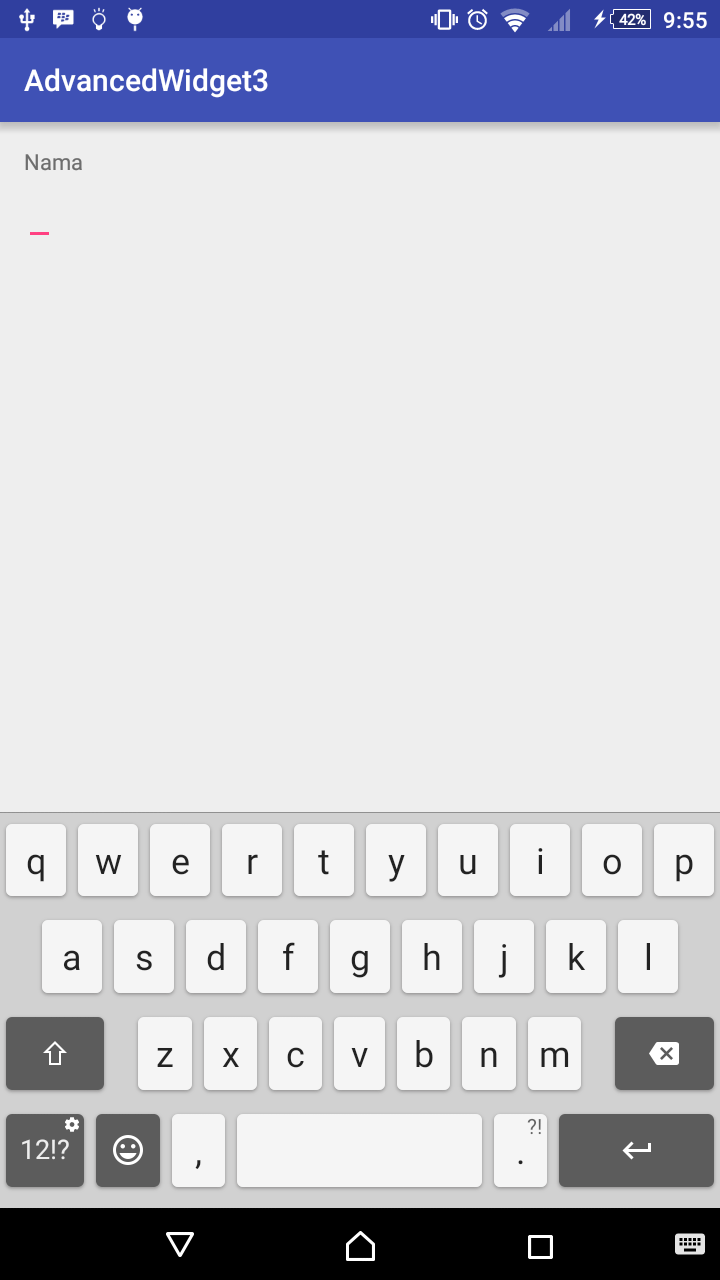 42% 9:55
AdvancedWidget3
Nama
q w e r t y u i o p
a s d f g h j k l
z x c v b n m
12!? , . ?!